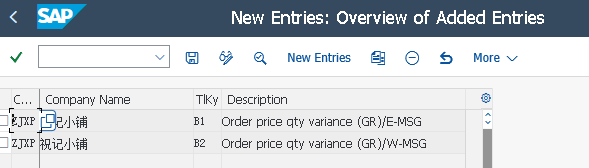 SAP New Entries: Overview of Added Entries
New Entries More
C... Company Name TlKy Description
ZJXP 记小铺 B1 Order price qty variance (GR)/E-MSG
ZJXP 祝记小铺 B2 Order price qty variance (GR)/W-MSG